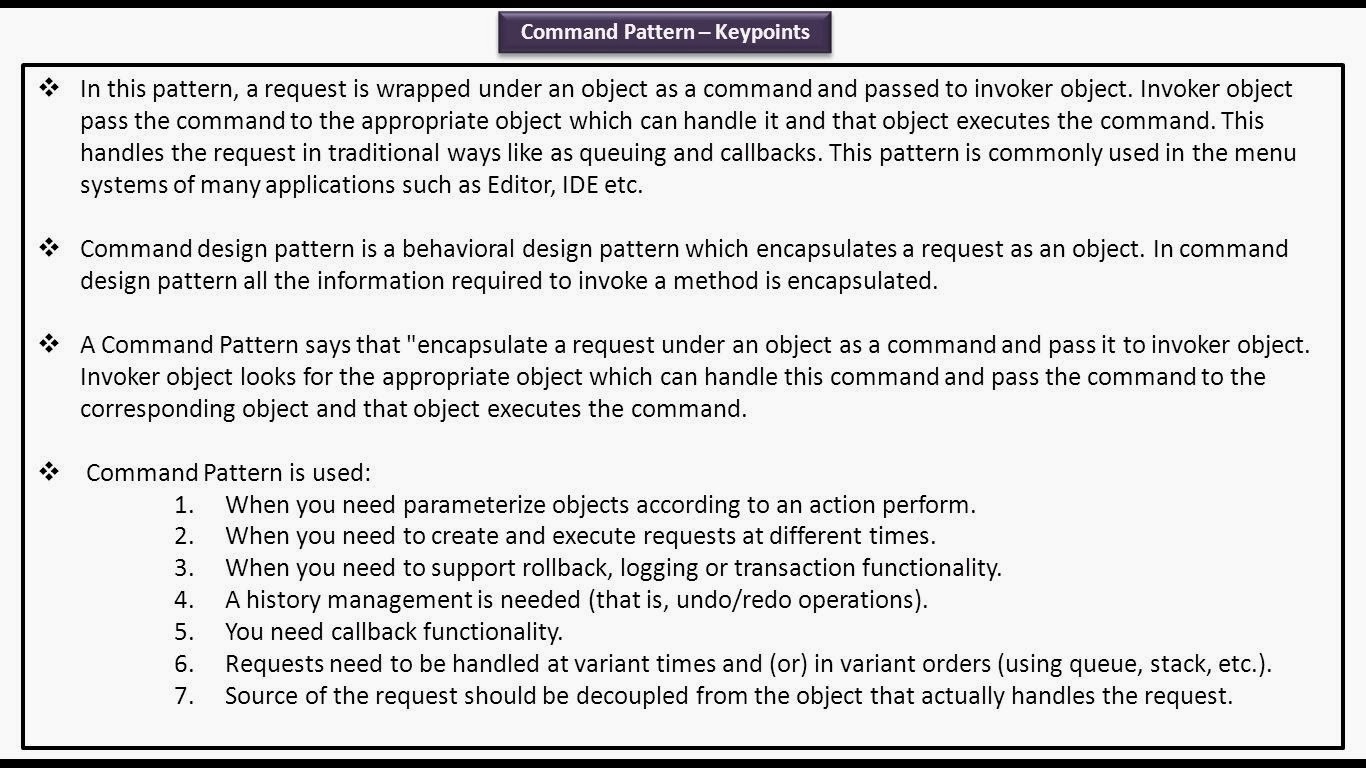 Command Pattern – Keypoints
❖ In this pattern, a request is wrapped under an object as a command and passed to invoker object. Invoker object
pass the command to the appropriate object which can handle it and that object executes the command. This
handles the request in traditional ways like as queuing and callbacks. This pattern is commonly used in the menu
systems of many applications such as Editor, IDE etc.
❖ Command design pattern is a behavioral design pattern which encapsulates a request as an object. In command
design pattern all the information required to invoke a method is encapsulated.
❖ A Command Pattern says that "encapsulate a request under an object as a command and pass it to invoker object.
Invoker object looks for the appropriate object which can handle this command and pass the command to the
corresponding object and that object executes the command.
❖ Command Pattern is used:
1. When you need parameterize objects according to an action perform.
2. When you need to create and execute requests at different times.
3. When you need to support rollback, logging or transaction functionality.
4. A history management is needed (that is, undo/redo operations).
5. You need callback functionality.
6. Requests need to be handled at variant times and (or) in variant orders (using queue, stack, etc.).
7. Source of the request should be decoupled from the object that actually handles the request.